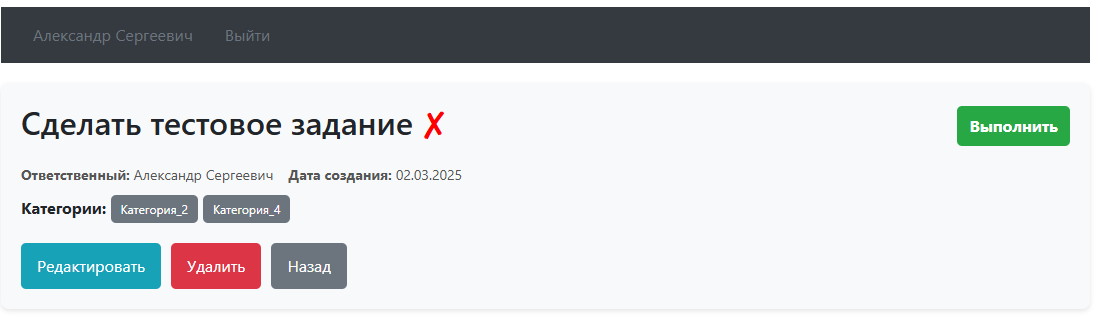 Александр Сергеевич Выйти
Сделать тестовое задание ✗
Выполнить
Ответственный: Александр Сергеевич Дата создания: 02.03.2025
Категории: Категория_2 Категория_4
Редактировать Удалить Назад